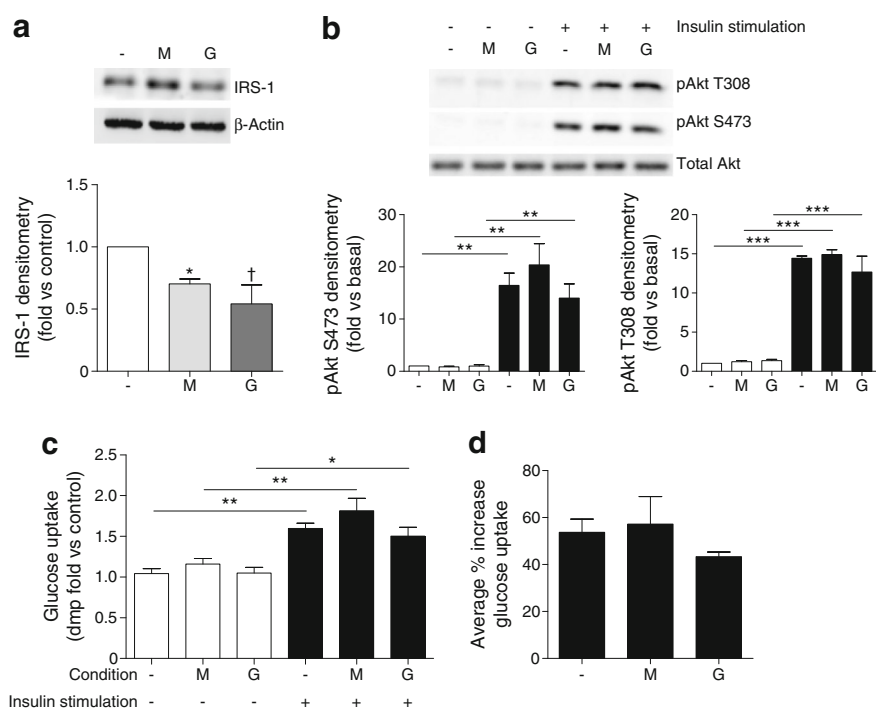 a
- M G
IRS-1
β-Actin
IRS-1 densitometry
(fold vs control)
1.5
1.0
0.5
0
*
†
- M G
b
- - - + + + Insulin stimulation
- M G - M G
pAkt T308
pAkt S473
Total Akt
pAkt S473 densitometry
(fold vs basal)
30
20
10
0
**
**
**
- M G - M G
pAkt T308 densitometry
(fold vs basal)
20
15
10
5
0
***
***
***
- M G - M G
c
Glucose uptake
(dmp fold vs control)
2.5
2.0
1.5
1.0
0.5
0
*
**
**
Condition - M G - M G
Insulin stimulation - - - + + +
d
Average % increase
glucose uptake
80
60
40
20
0
- M G